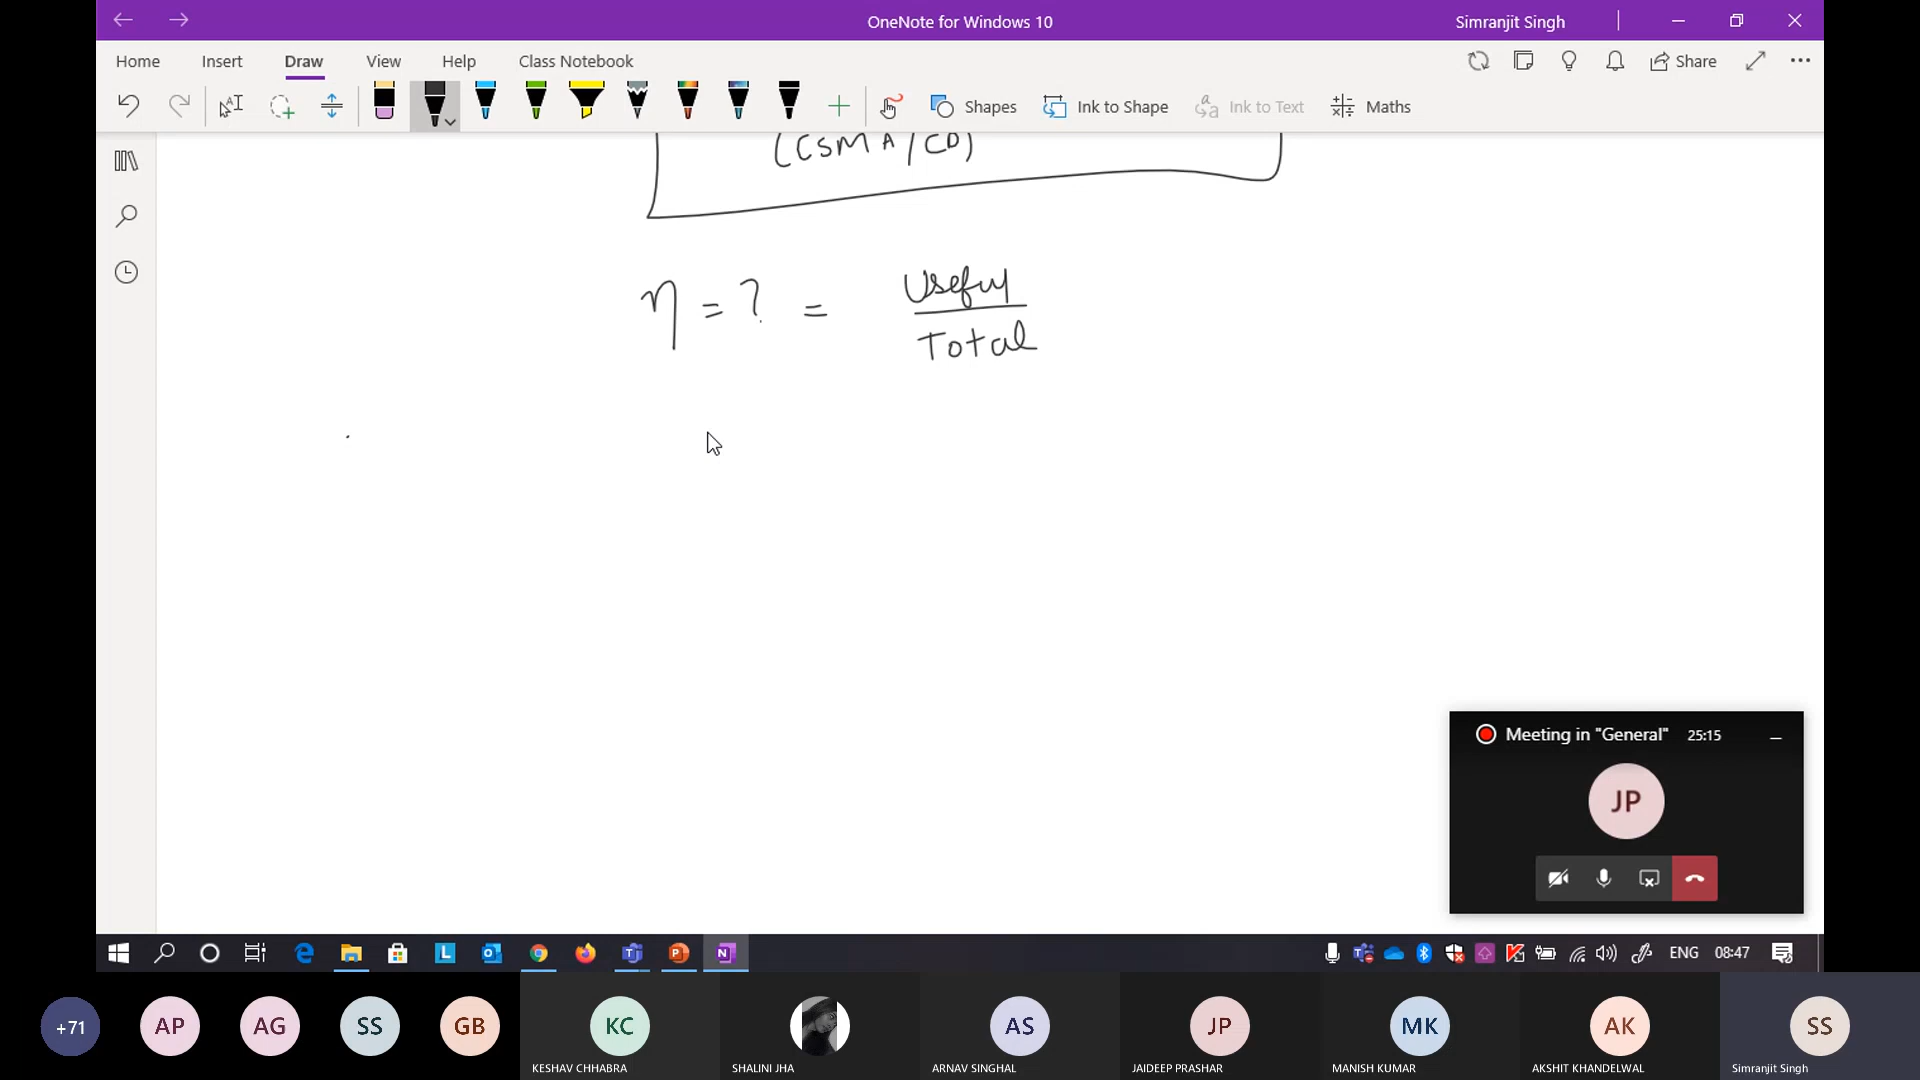 OneNote for Windows 10
Simranjit Singh
Home Insert Draw View Help Class Notebook
Share
Shapes Ink to Shape Ink to Text Maths
(CSMA/CD)
η = ? = Useful
Total
Meeting in "General" 25:15
JP
ENG 08:47
+71 AP AG SS GB KC AS JP MK AK SS
KESHAV CHHABRA SHALINI JHA ARNAV SINGHAL JAIDEEP PRASHAR MANISH KUMAR AKSHIT KHANDELWAL Simranjit Singh